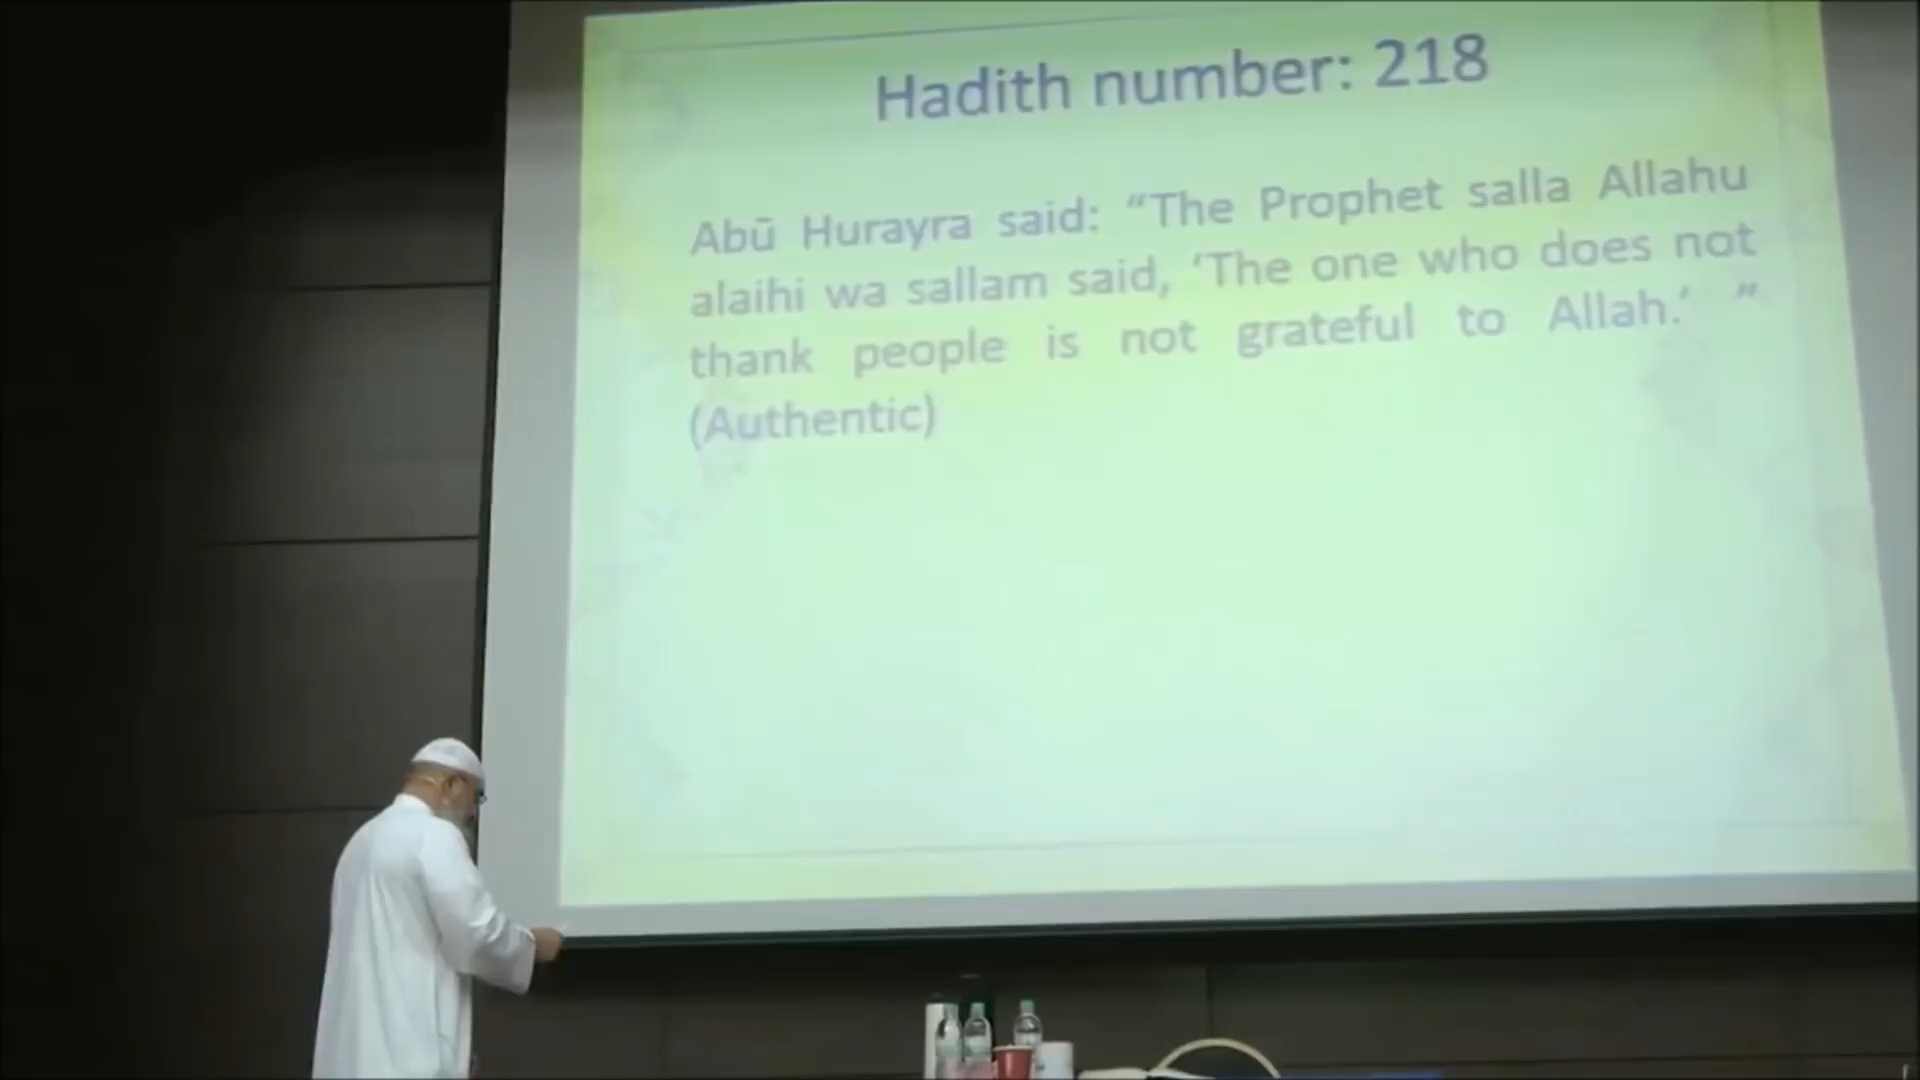 Hadith number: 218
Abū Hurayra said: “The Prophet salla Allahu
alaihi wa sallam said, ‘The one who does not
thank people is not grateful to Allah.’ ”
(Authentic)